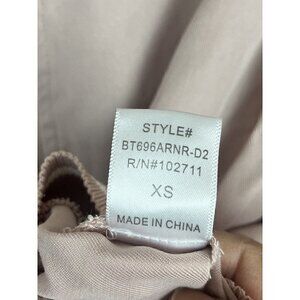 STYLE#
BT696ARNR-D2
R/N#102711
XS
MADE IN CHINA